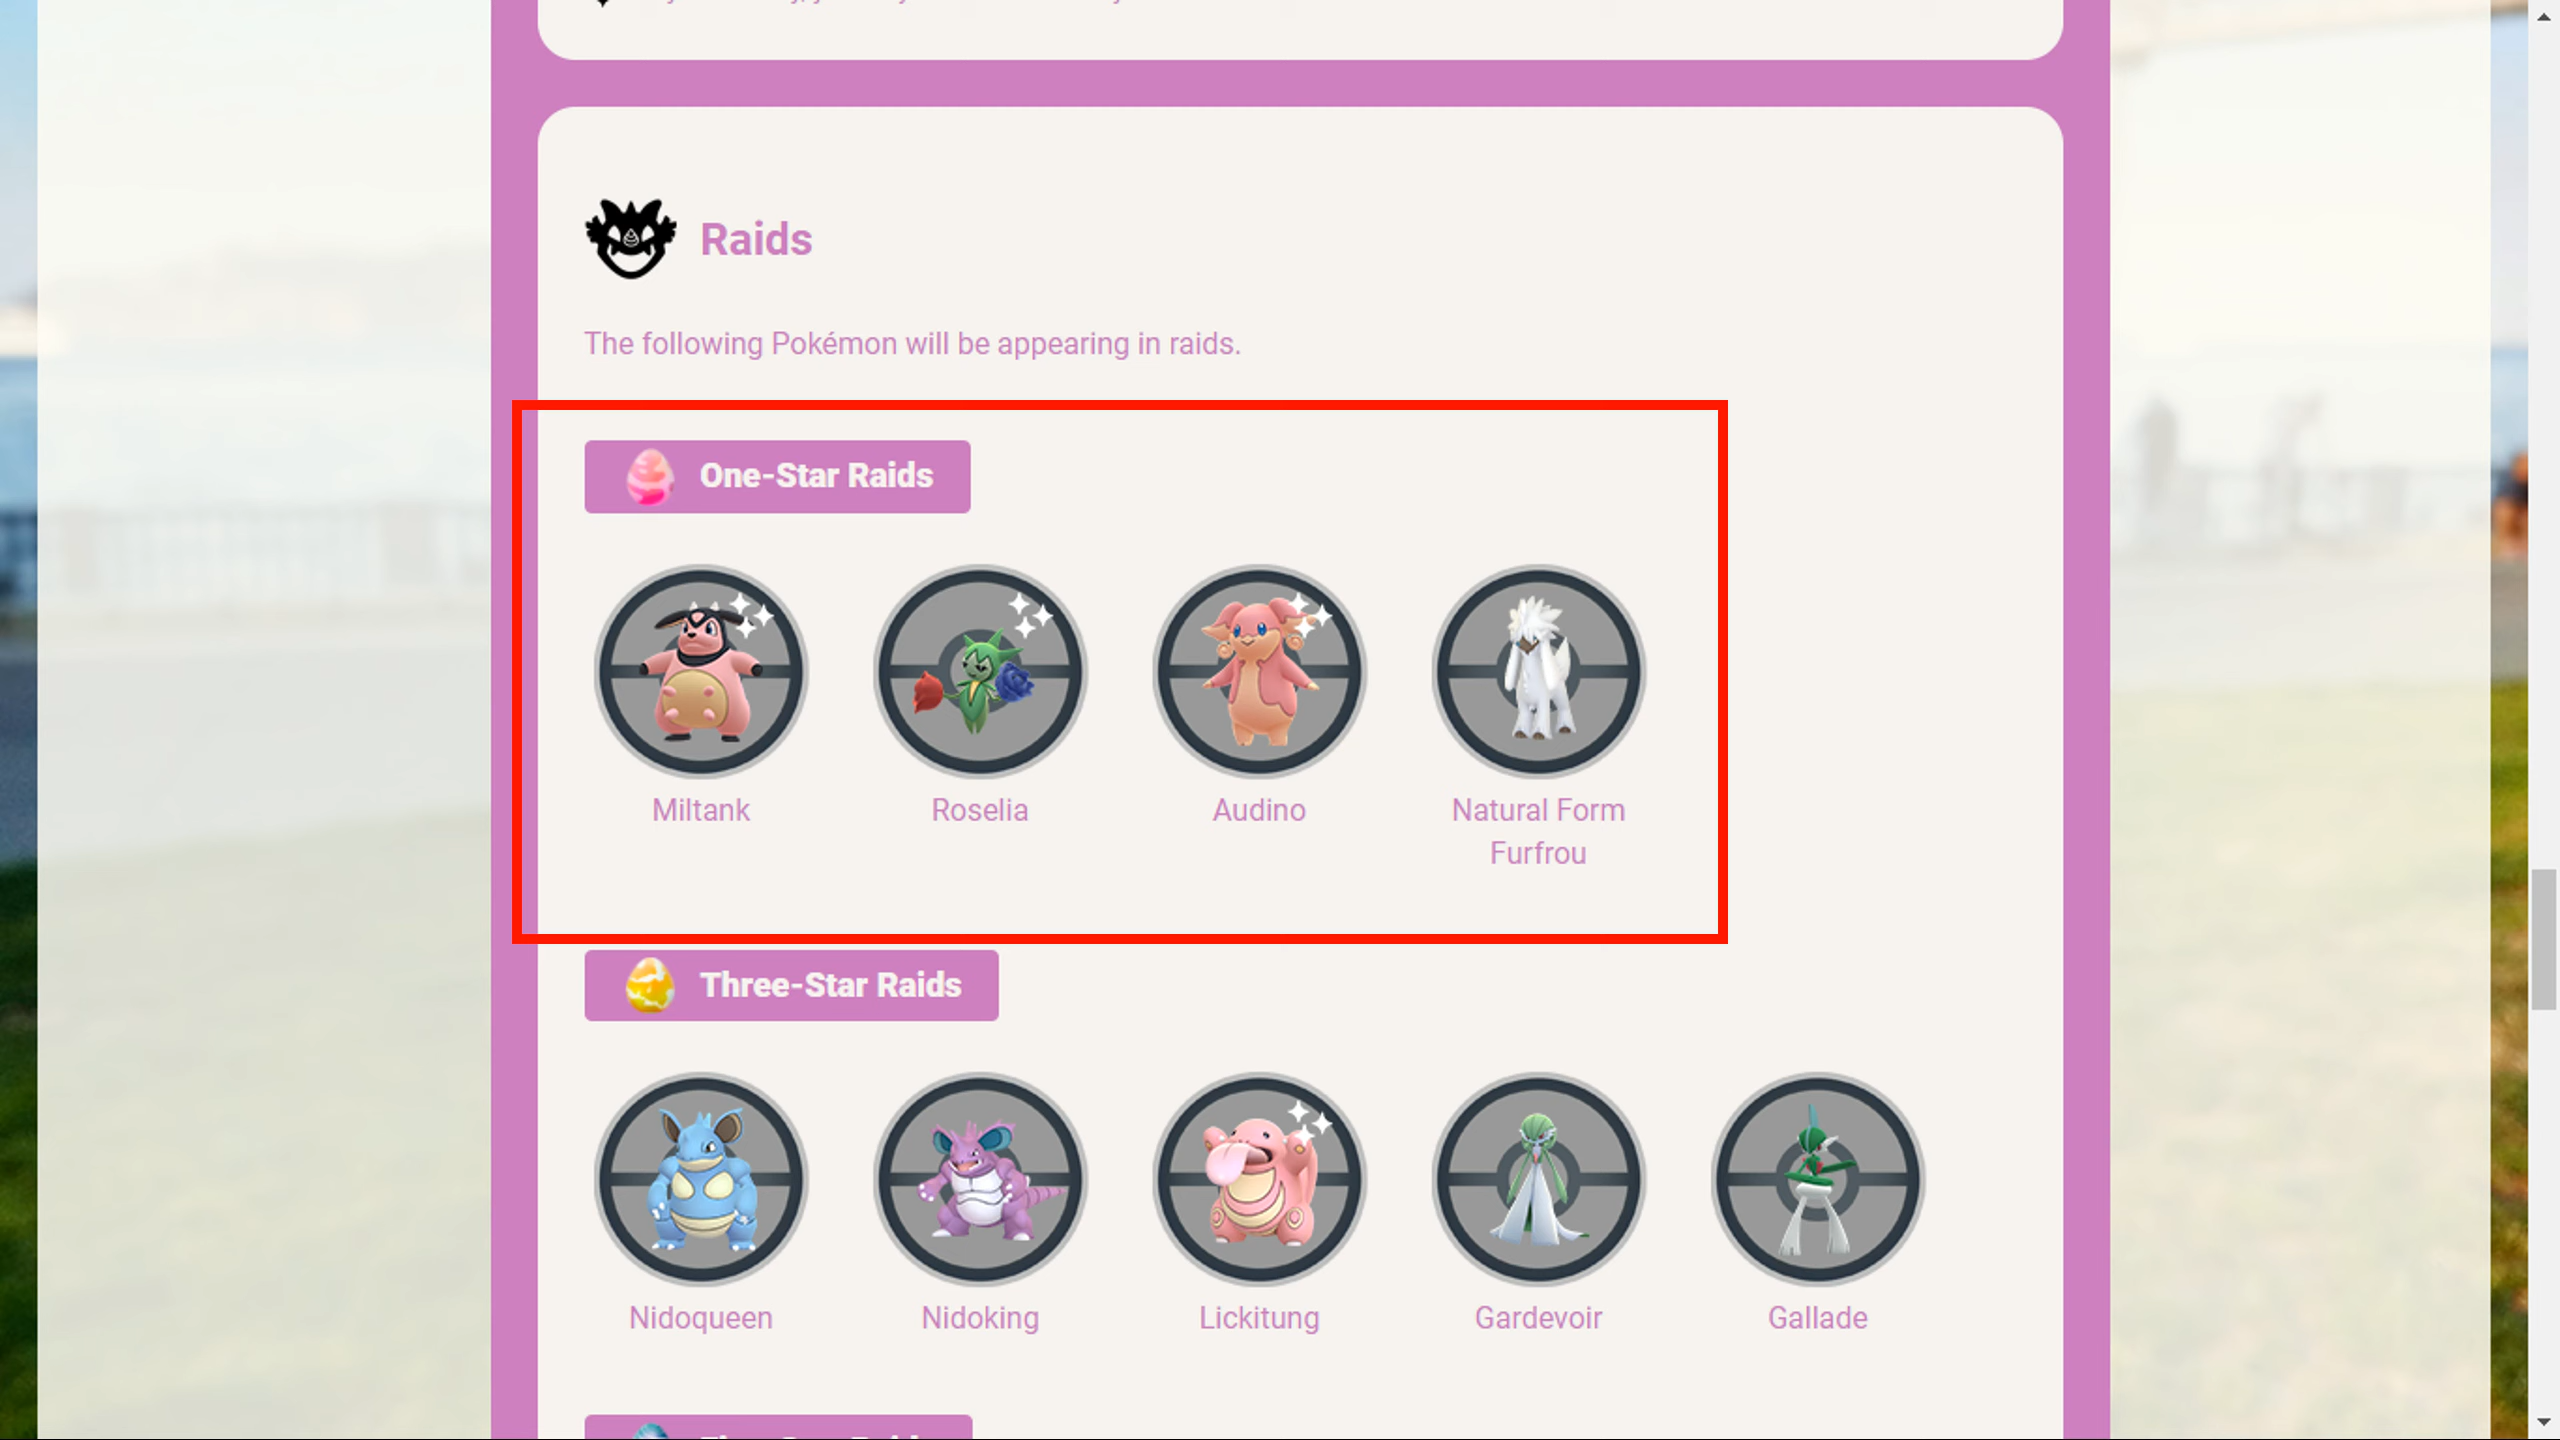 Raids
The following Pokémon will be appearing in raids.
One-Star Raids
Miltank
Roselia
Audino
Natural Form
Furfrou
Three-Star Raids
Nidoqueen
Nidoking
Lickitung
Gardevoir
Gallade